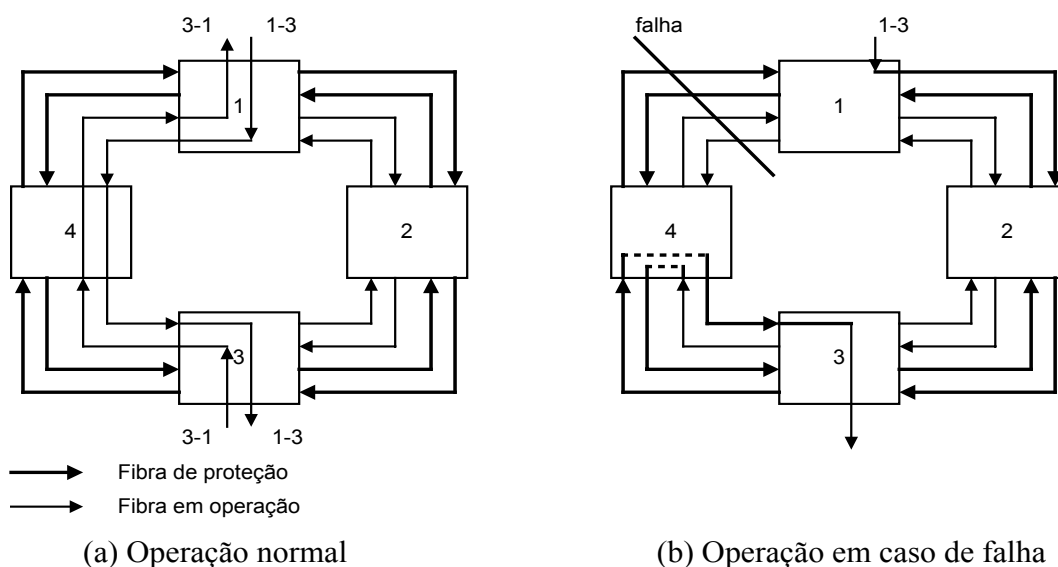 3-1 1-3
1
4
2
3
3-1 1-3
Fibra de proteção
Fibra em operação
(a) Operação normal
falha
1-3
1
4
2
3
(b) Operação em caso de falha